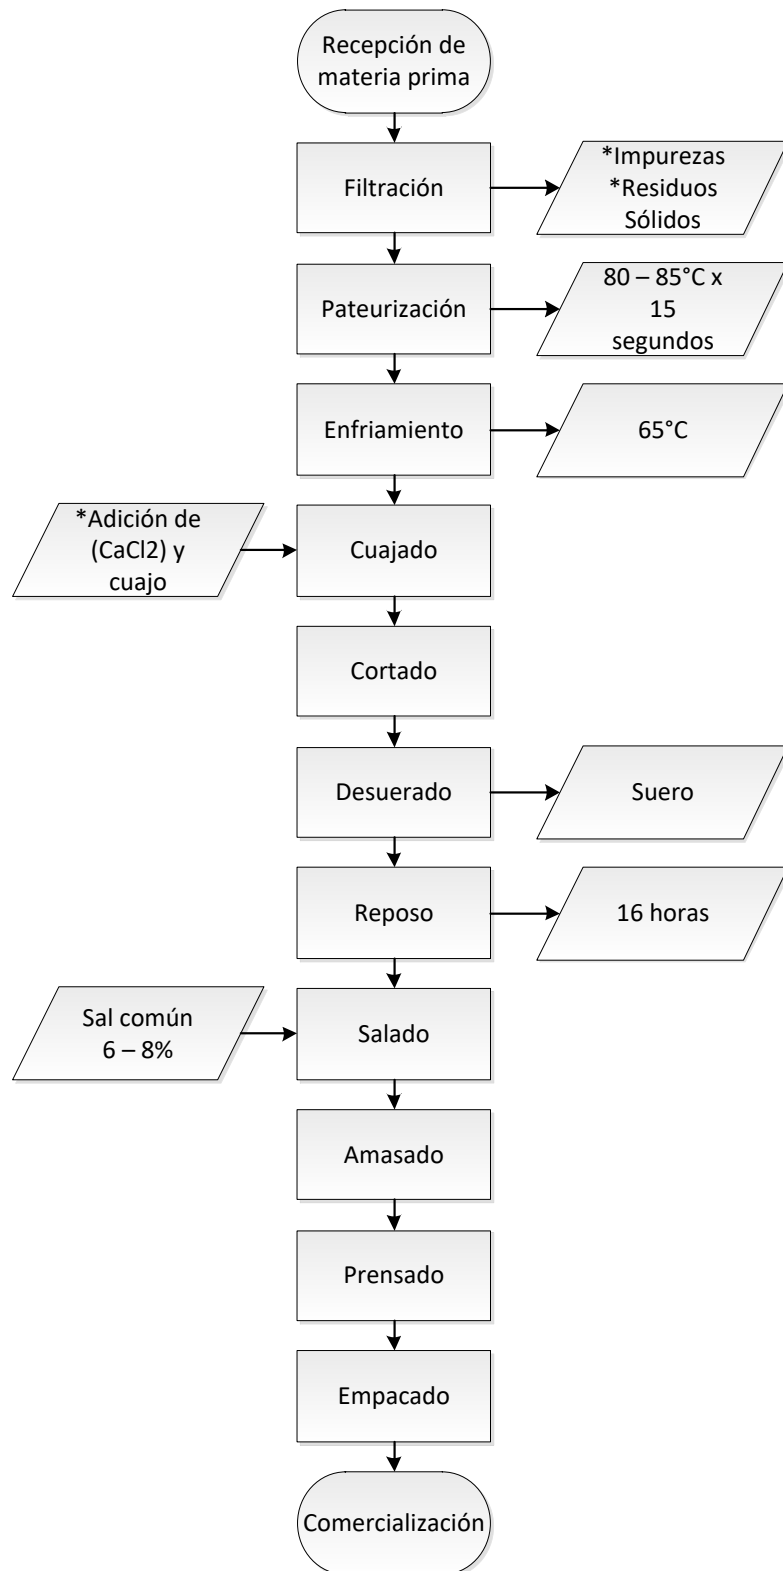 Recepción de
materia prima
Filtración
*Impurezas
*Residuos
Sólidos
Pateurización
80 – 85°C x
15
segundos
Enfriamiento
65°C
*Adición de
(CaCl2) y
cuajo
Cuajado
Cortado
Desuerado
Suero
Reposo
16 horas
Sal común
6 – 8%
Salado
Amasado
Prensado
Empacado
Comercialización